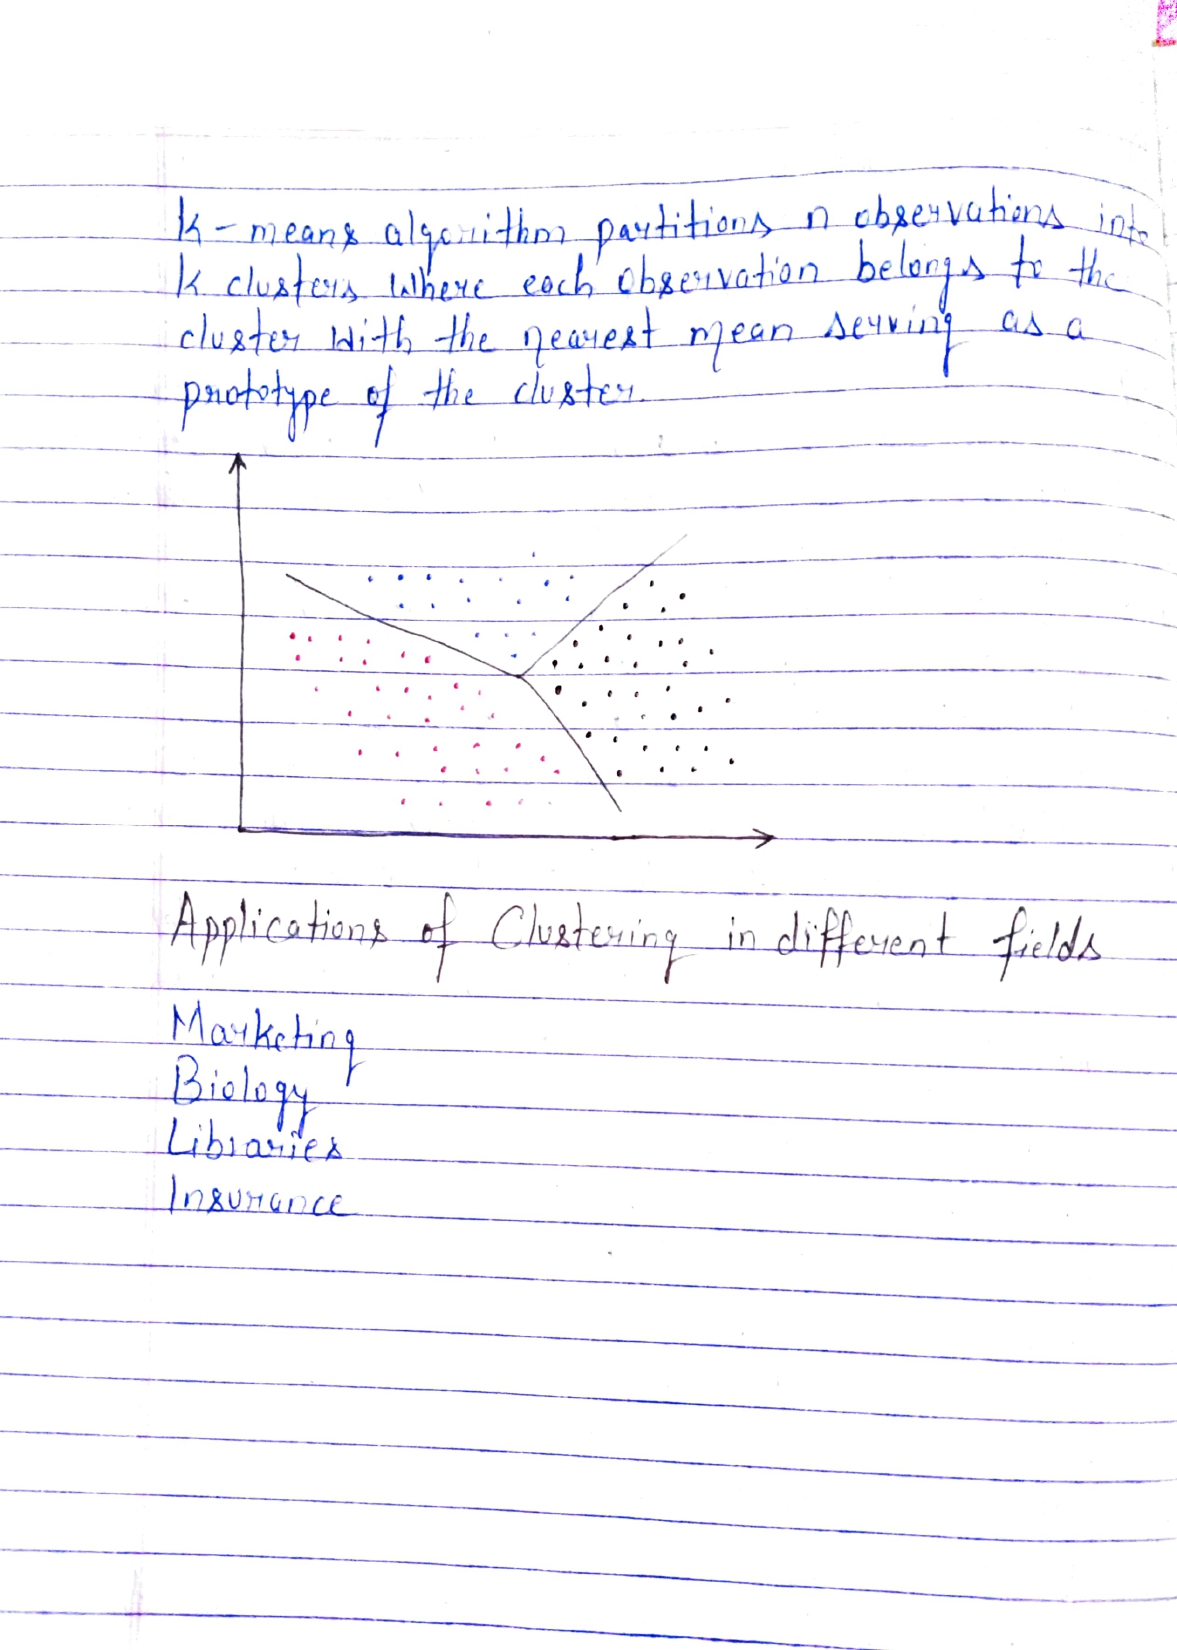 K-means algorithm partitions n observations into
K clusters where each observation belongs to the
cluster with the nearest mean serving as a
prototype of the cluster.
Applications of Clustering in different fields
Marketing
Biology
Libraries
Insurance